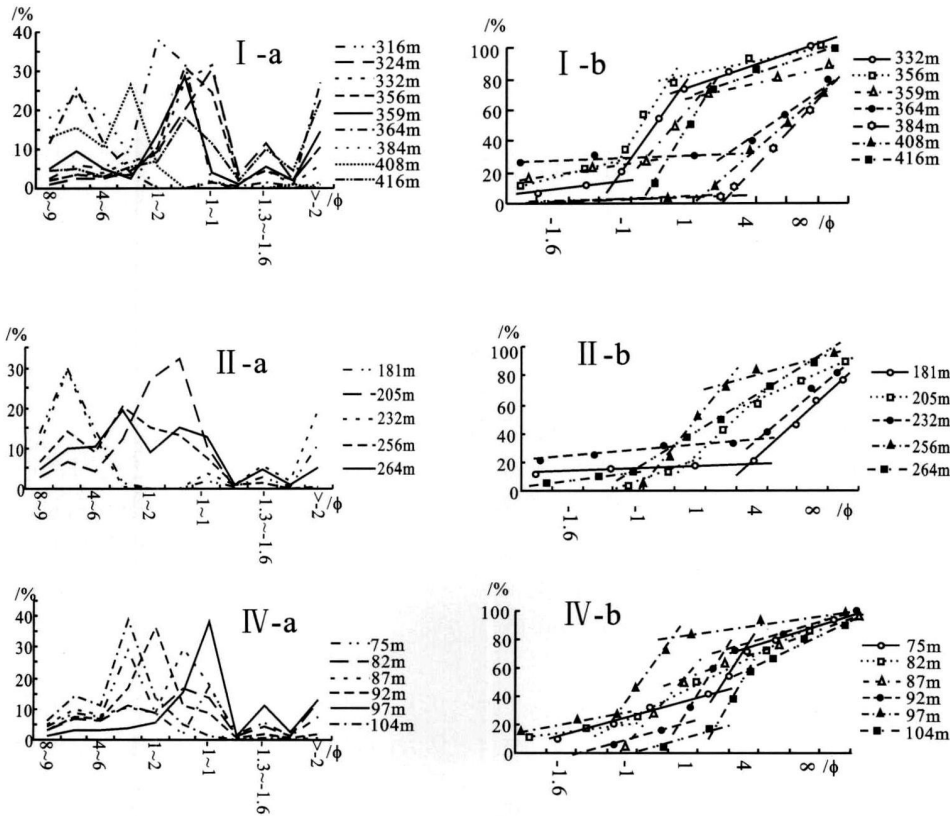 /%
40
30
20
10
0
8~9
4~6
1~2
-1~1
-1.3~-1.6
>-2
/ϕ
I-a
316m
324m
332m
356m
359m
364m
384m
408m
416m
/%
100
80
60
40
20
0
-1.6
-1
1
4
8
/ϕ
I-b
332m
356m
359m
364m
384m
408m
416m
/%
30
20
10
0
8~9
4~6
1~2
-1~1
-1.3~-1.6
>-2
/ϕ
II-a
181m
205m
232m
256m
264m
/%
100
80
60
40
20
0
-1.6
-1
1
4
8
/ϕ
II-b
181m
205m
232m
256m
264m
/%
40
30
20
10
0
8~9
4~6
1~2
-1~1
-1.3~-1.6
>-2
/ϕ
IV-a
75m
82m
87m
92m
97m
104m
/%
100
80
60
40
20
0
-1.6
-1
1
4
8
/ϕ
IV-b
75m
82m
87m
92m
97m
104m